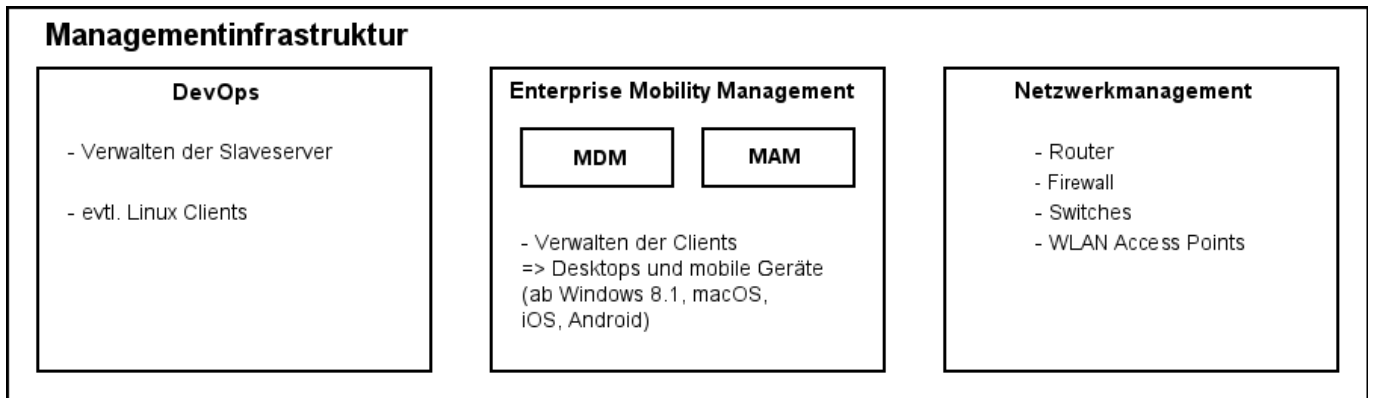 Managementinfrastruktur
DevOps
- Verwalten der Slaveserver
- evtl. Linux Clients
Enterprise Mobility Management
MDM
MAM
- Verwalten der Clients
=> Desktops und mobile Geräte
(ab Windows 8.1, macOS,
iOS, Android)
Netzwerkmanagement
- Router
- Firewall
- Switches
- WLAN Access Points